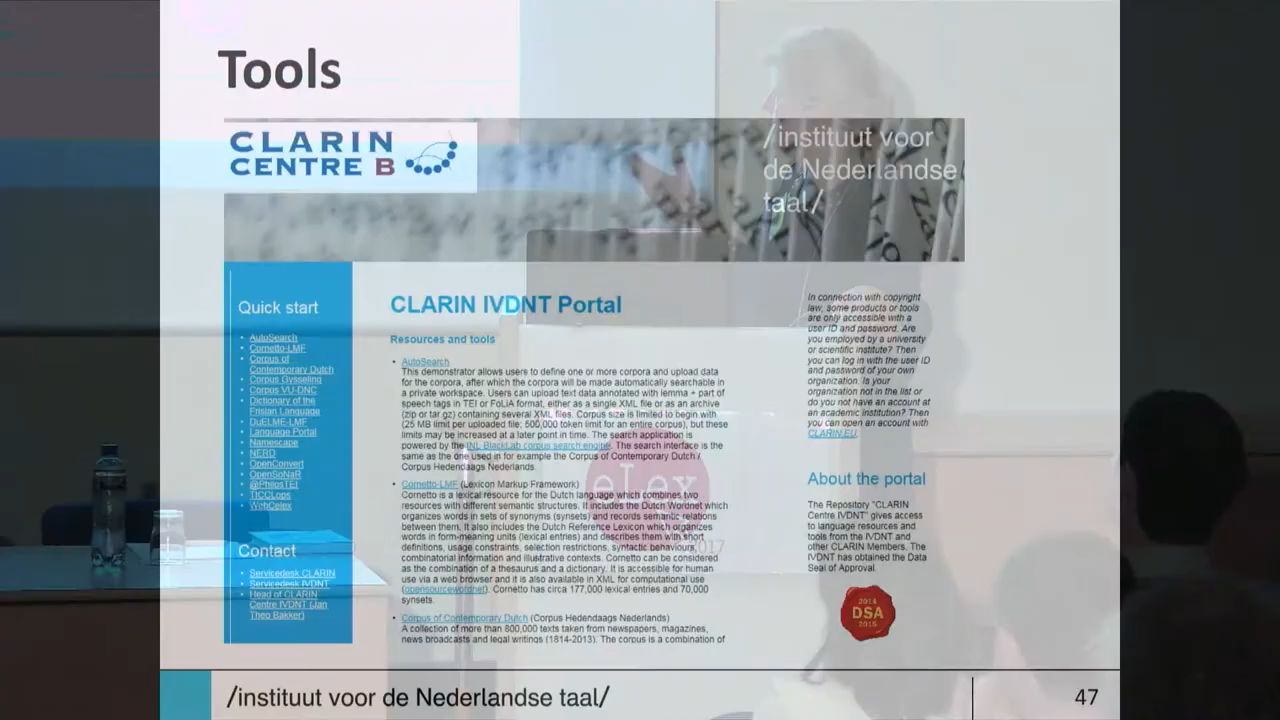 Tools
CLARIN
CENTRE B
/instituut voor
de Nederlandse
taal/
Quick start
• AutoSearch
• Cornetto-LMF
• Corpus of
Contemporary Dutch
• Corpus Gysseling
• Corpus VU-DNC
• Dictionary of the
Frisian Language
• DuELME-LMF
• Language Portal
• Namescape
• NERD
• OpenConvert
• OpenSoNaR
• @PhilosTEI
• TICCLops
• WebCelex
Contact
• Servicedesk CLARIN
• Servicedesk IVDNT
• Head of CLARIN
Centre IVDNT (Jan
Theo Bakker)
CLARIN IVDNT Portal
Resources and tools
• AutoSearch
This demonstrator allows users to define one or more corpora and upload data
for the corpora, after which the corpora will be made automatically searchable in
a private workspace. Users can upload text data annotated with lemma + part of
speech tags in TEI or FoLiA format, either as a single XML file or as an archive
(zip or tar.gz) containing several XML files. Corpus size is limited to begin with
(25 MB limit per uploaded file; 500,000 token limit for an entire corpus), but these
limits may be increased at a later point in time. The search application is
powered by the INL BlackLab corpus search engine. The search interface is the
same as the one used in for example the Corpus of Contemporary Dutch /
Corpus Hedendaags Nederlands.
• Cornetto-LMF (Lexicon Markup Framework)
Cornetto is a lexical resource for the Dutch language which combines two
resources with different semantic structures. It includes the Dutch Wordnet which
organizes words in sets of synonyms (synsets) and records semantic relations
between them. It also includes the Dutch Reference Lexicon which organizes
words in form-meaning units (lexical entries) and describes them with short
definitions, usage constraints, selection restrictions, syntactic behaviours,
combinatorial information and illustrative contexts. Cornetto can be considered
as the combination of a thesaurus and a dictionary. It is accessible for human
use via a web browser and it is also available in XML for computational use
(opensourcewordnet). Cornetto has circa 177,000 lexical entries and 70,000
synsets.
• Corpus of Contemporary Dutch (Corpus Hedendaags Nederlands)
A collection of more than 800,000 texts taken from newspapers, magazines,
news broadcasts and legal writings (1814-2013). The corpus is a combination of
In connection with copyright
law, some products or tools
are only accessible with a
user ID and password. Are
you employed by a university
or scientific institute? Then
you can log in with the user ID
and password of your own
organization. Is your
organization not in the list or
do you not have an account at
an academic institution? Then
you can open an account with
CLARIN.EU.
About the portal
The Repository "CLARIN
Centre IVDNT" gives access
to language resources and
tools from the IVDNT and
other CLARIN Members. The
IVDNT has obtained the Data
Seal of Approval.
2014
DSA
2015
eLex
/instituut voor de Nederlandse taal/
47